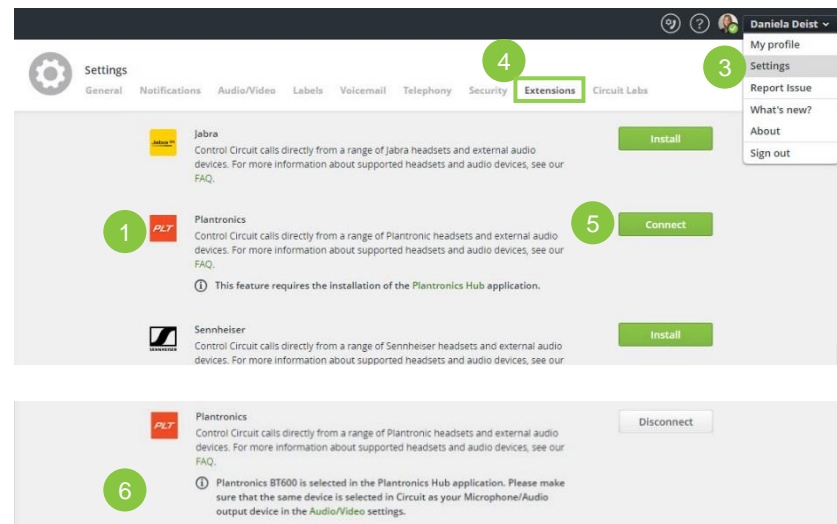 Daniela Deist
My profile
3
Settings
Report Issue
What's new?
About
Sign out
Settings
4
General Notifications Audio/Video Labels Voicemail Telephony Security Extensions Circuit Labs
Jabra
Jabra
Control Circuit calls directly from a range of Jabra headsets and external audio
devices. For more information about supported headsets and audio devices, see our
FAQ.
Install
1
PLT
Plantronics
Control Circuit calls directly from a range of Plantronic headsets and external audio
devices. For more information about supported headsets and audio devices, see our
FAQ.
This feature requires the installation of the Plantronics Hub application.
5
Connect
SENNHEISER
Sennheiser
Control Circuit calls directly from a range of Sennheiser headsets and external audio
devices. For more information about supported headsets and audio devices, see our
Install
PLT
Plantronics
Control Circuit calls directly from a range of Plantronic headsets and external audio
devices. For more information about supported headsets and audio devices, see our
FAQ.
Disconnect
6
Plantronics BT600 is selected in the Plantronics Hub application. Please make
sure that the same device is selected in Circuit as your Microphone/Audio
output device in the Audio/Video settings.